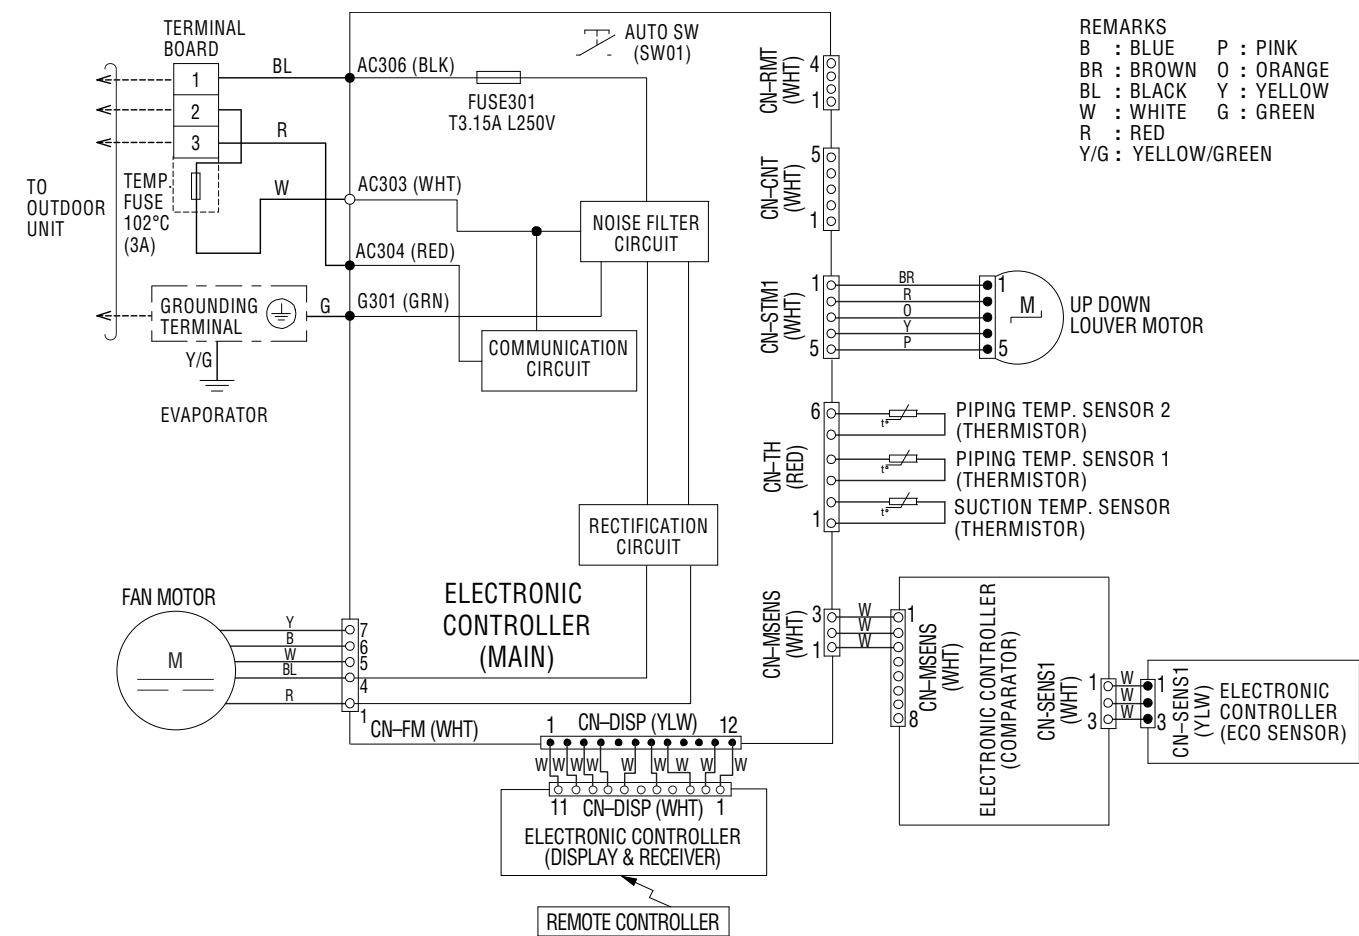 TERMINAL
BOARD
1
2
3
TEMP.
FUSE
102°C
(3A)
TO
OUTDOOR
UNIT
BL
R
W
G
GROUNDING
TERMINAL
Y/G
EVAPORATOR
AC306 (BLK)
AC303 (WHT)
AC304 (RED)
G301 (GRN)
FUSE301
T3.15A L250V
AUTO SW
(SW01)
NOISE FILTER
CIRCUIT
COMMUNICATION
CIRCUIT
RECTIFICATION
CIRCUIT
ELECTRONIC
CONTROLLER
(MAIN)
FAN MOTOR
M
Y
B
W
BL
R
7
6
5
4
1
CN–FM (WHT)
CN–RMT
(WHT)
4
1
CN–CNT
(WHT)
5
1
CN–STM1
(WHT)
1
5
BR
R
O
Y
P
1
5
M
UP DOWN
LOUVER MOTOR
CN–TH
(RED)
6
1
t°
PIPING TEMP. SENSOR 2
(THERMISTOR)
t°
PIPING TEMP. SENSOR 1
(THERMISTOR)
t°
SUCTION TEMP. SENSOR
(THERMISTOR)
CN–MSENS
(WHT)
3
1
W
W
W
1
8
CN–MSENS
(WHT)
ELECTRONIC CONTROLLER
(COMPARATOR)
CN-SENS1
(WHT)
1
3
W
W
W
1
3
CN–SENS1
(YLW)
ELECTRONIC
CONTROLLER
(ECO SENSOR)
1 CN–DISP (YLW) 12
W W W W W W W W W
11 CN–DISP (WHT) 1
ELECTRONIC CONTROLLER
(DISPLAY & RECEIVER)
REMOTE CONTROLLER
REMARKS
B : BLUE P : PINK
BR : BROWN O : ORANGE
BL : BLACK Y : YELLOW
W : WHITE G : GREEN
R : RED
Y/G : YELLOW/GREEN